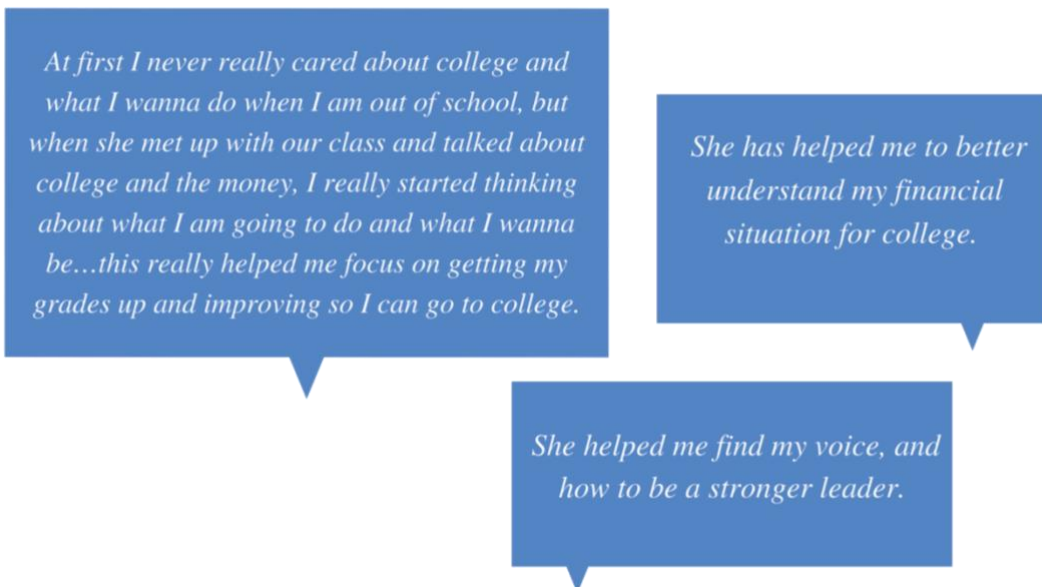 At first I never really cared about college and
what I wanna do when I am out of school, but
when she met up with our class and talked about
college and the money, I really started thinking
about what I am going to do and what I wanna
be…this really helped me focus on getting my
grades up and improving so I can go to college.
She has helped me to better
understand my financial
situation for college.
She helped me find my voice, and
how to be a stronger leader.